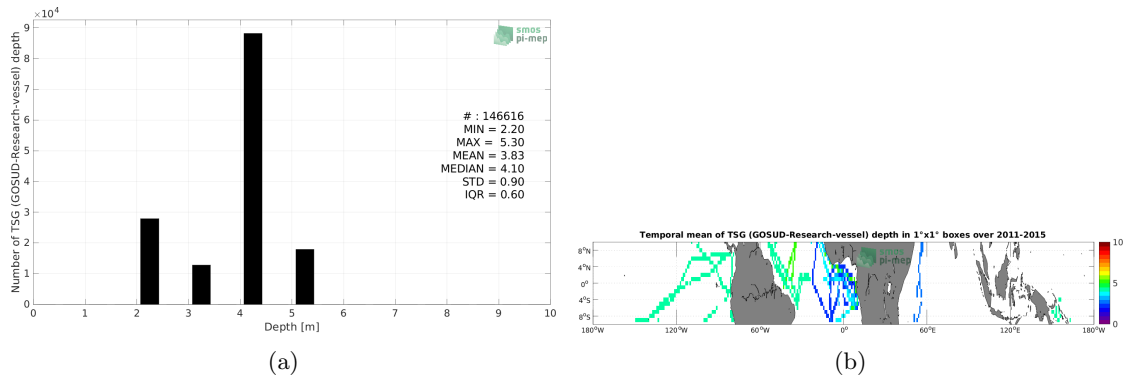 ×10⁴
9
8
7
6
5
4
3
2
1
0
Number of TSG (GOSUD-Research-vessel) depth
smos
pi-mep
# : 146616
MIN = 2.20
MAX = 5.30
MEAN = 3.83
MEDIAN = 4.10
STD = 0.90
IQR = 0.60
0 1 2 3 4 5 6 7 8 9 10
Depth [m]
(a)
Temporal mean of TSG (GOSUD-Research-vessel) depth in 1°x1° boxes over 2011-2015
smos
pi-mep
8°N
4°N
0°
4°S
8°S
180°W 120°W 60°W 0° 60°E 120°E 180°W
10
5
0
(b)